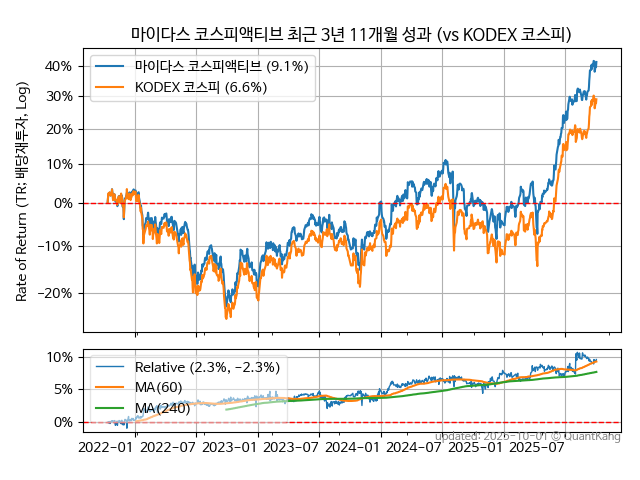 마이다스 코스피액티브 최근 3년 11개월 성과 (vs KODEX 코스피)
Rate of Return (TR: 배당재투자, Log)
40%
30%
20%
10%
0%
−10%
−20%
마이다스 코스피액티브 (9.1%)
KODEX 코스피 (6.6%)
10%
5%
0%
Relative (2.3%, −2.3%)
MA(60)
MA(240)
2022−01 2022−07 2023−01 2023−07 2024−01 2024−07 2025−01 2025−07
updated: 2025−10−01 © QuantKang